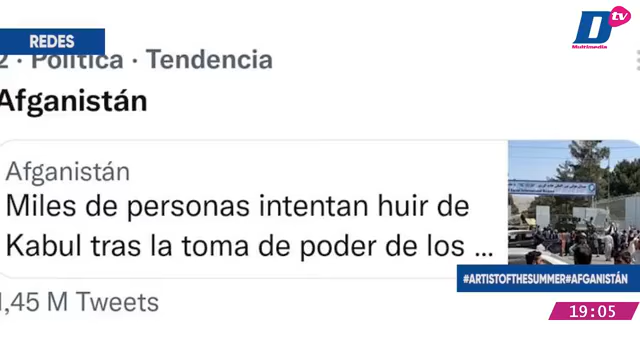 REDES
D tv
Multimedia
2 · Política · Tendencia
Afganistán
Afganistán
Miles de personas intentan huir de
Kabul tras la toma de poder de los ...
#ARTISTOFTHESUMMER#AFGANISTÁN
1,45 M Tweets
19:05